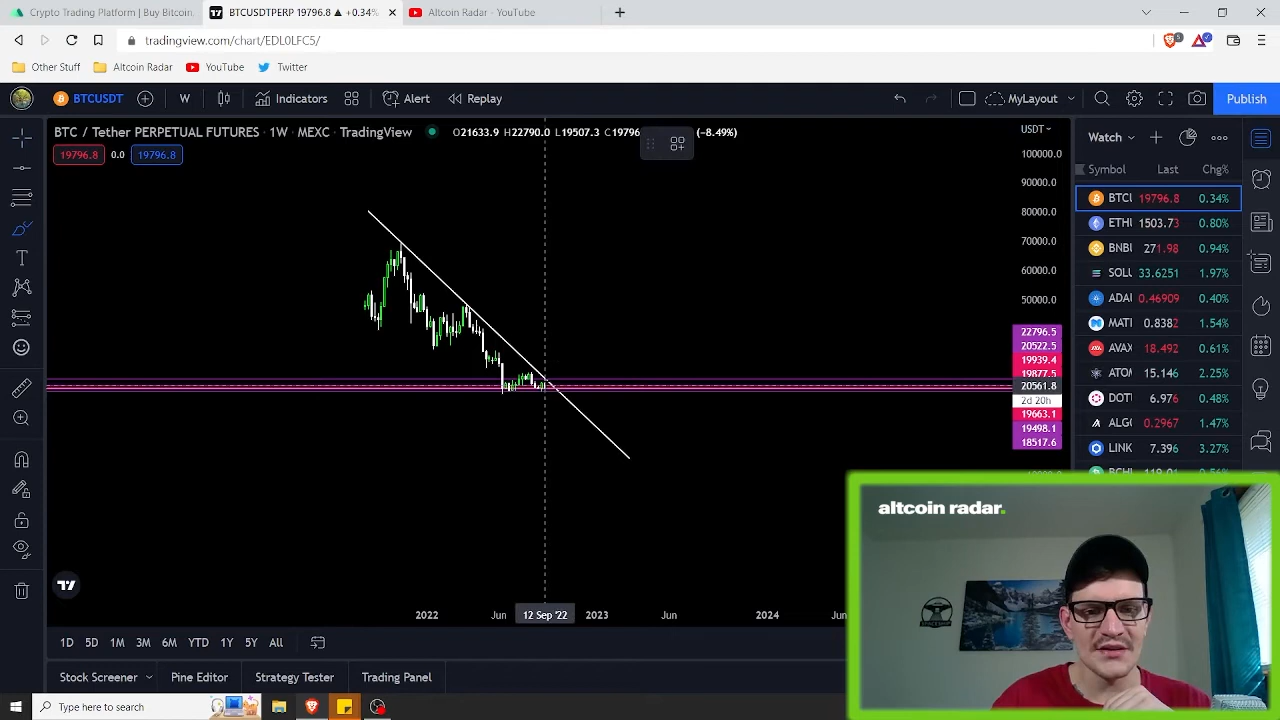 Crypto Trading Platform | Buy Bitcoin
BTCUSDTPERP 19796.8 ▲ +0.34%
Altcoin Radar - YouTube
tradingview.com/chart/EDL0LFC5/
Other Stuff
Altcoin Radar
YouTube
Twitter
BTCUSDT
W
Indicators
Alert
Replay
MyLayout
Publish
BTC / Tether PERPETUAL FUTURES · 1W · MEXC · TradingView
O21633.9 H22790.0 L19507.3 C19796 (−8.49%)
19796.8 0.0 19796.8
USDT
100000.0
90000.0
80000.0
70000.0
60000.0
50000.0
22796.5
20522.5
19939.4
19877.5
20561.8
2d 20h
19663.1
19498.1
18517.6
Watch
Symbol Last Chg%
BTCU 19796.8 0.34%
ETHU 1503.73 0.80%
BNBU 271.98 0.94%
SOLU 33.6251 1.97%
ADAU 0.46909 0.40%
MATI 0.8382 1.54%
AVAX 18.492 0.61%
ATOM 15.146 2.25%
DOTU 6.976 0.48%
ALGO 0.2967 1.47%
LINK 7.396 3.27%
2022 Jun 12 Sep '22 2023 Jun 2024 Jun
1D 5D 1M 3M 6M YTD 1Y 5Y All
Stock Screener
Pine Editor
Strategy Tester
Trading Panel
altcoin radar.
Type here to search